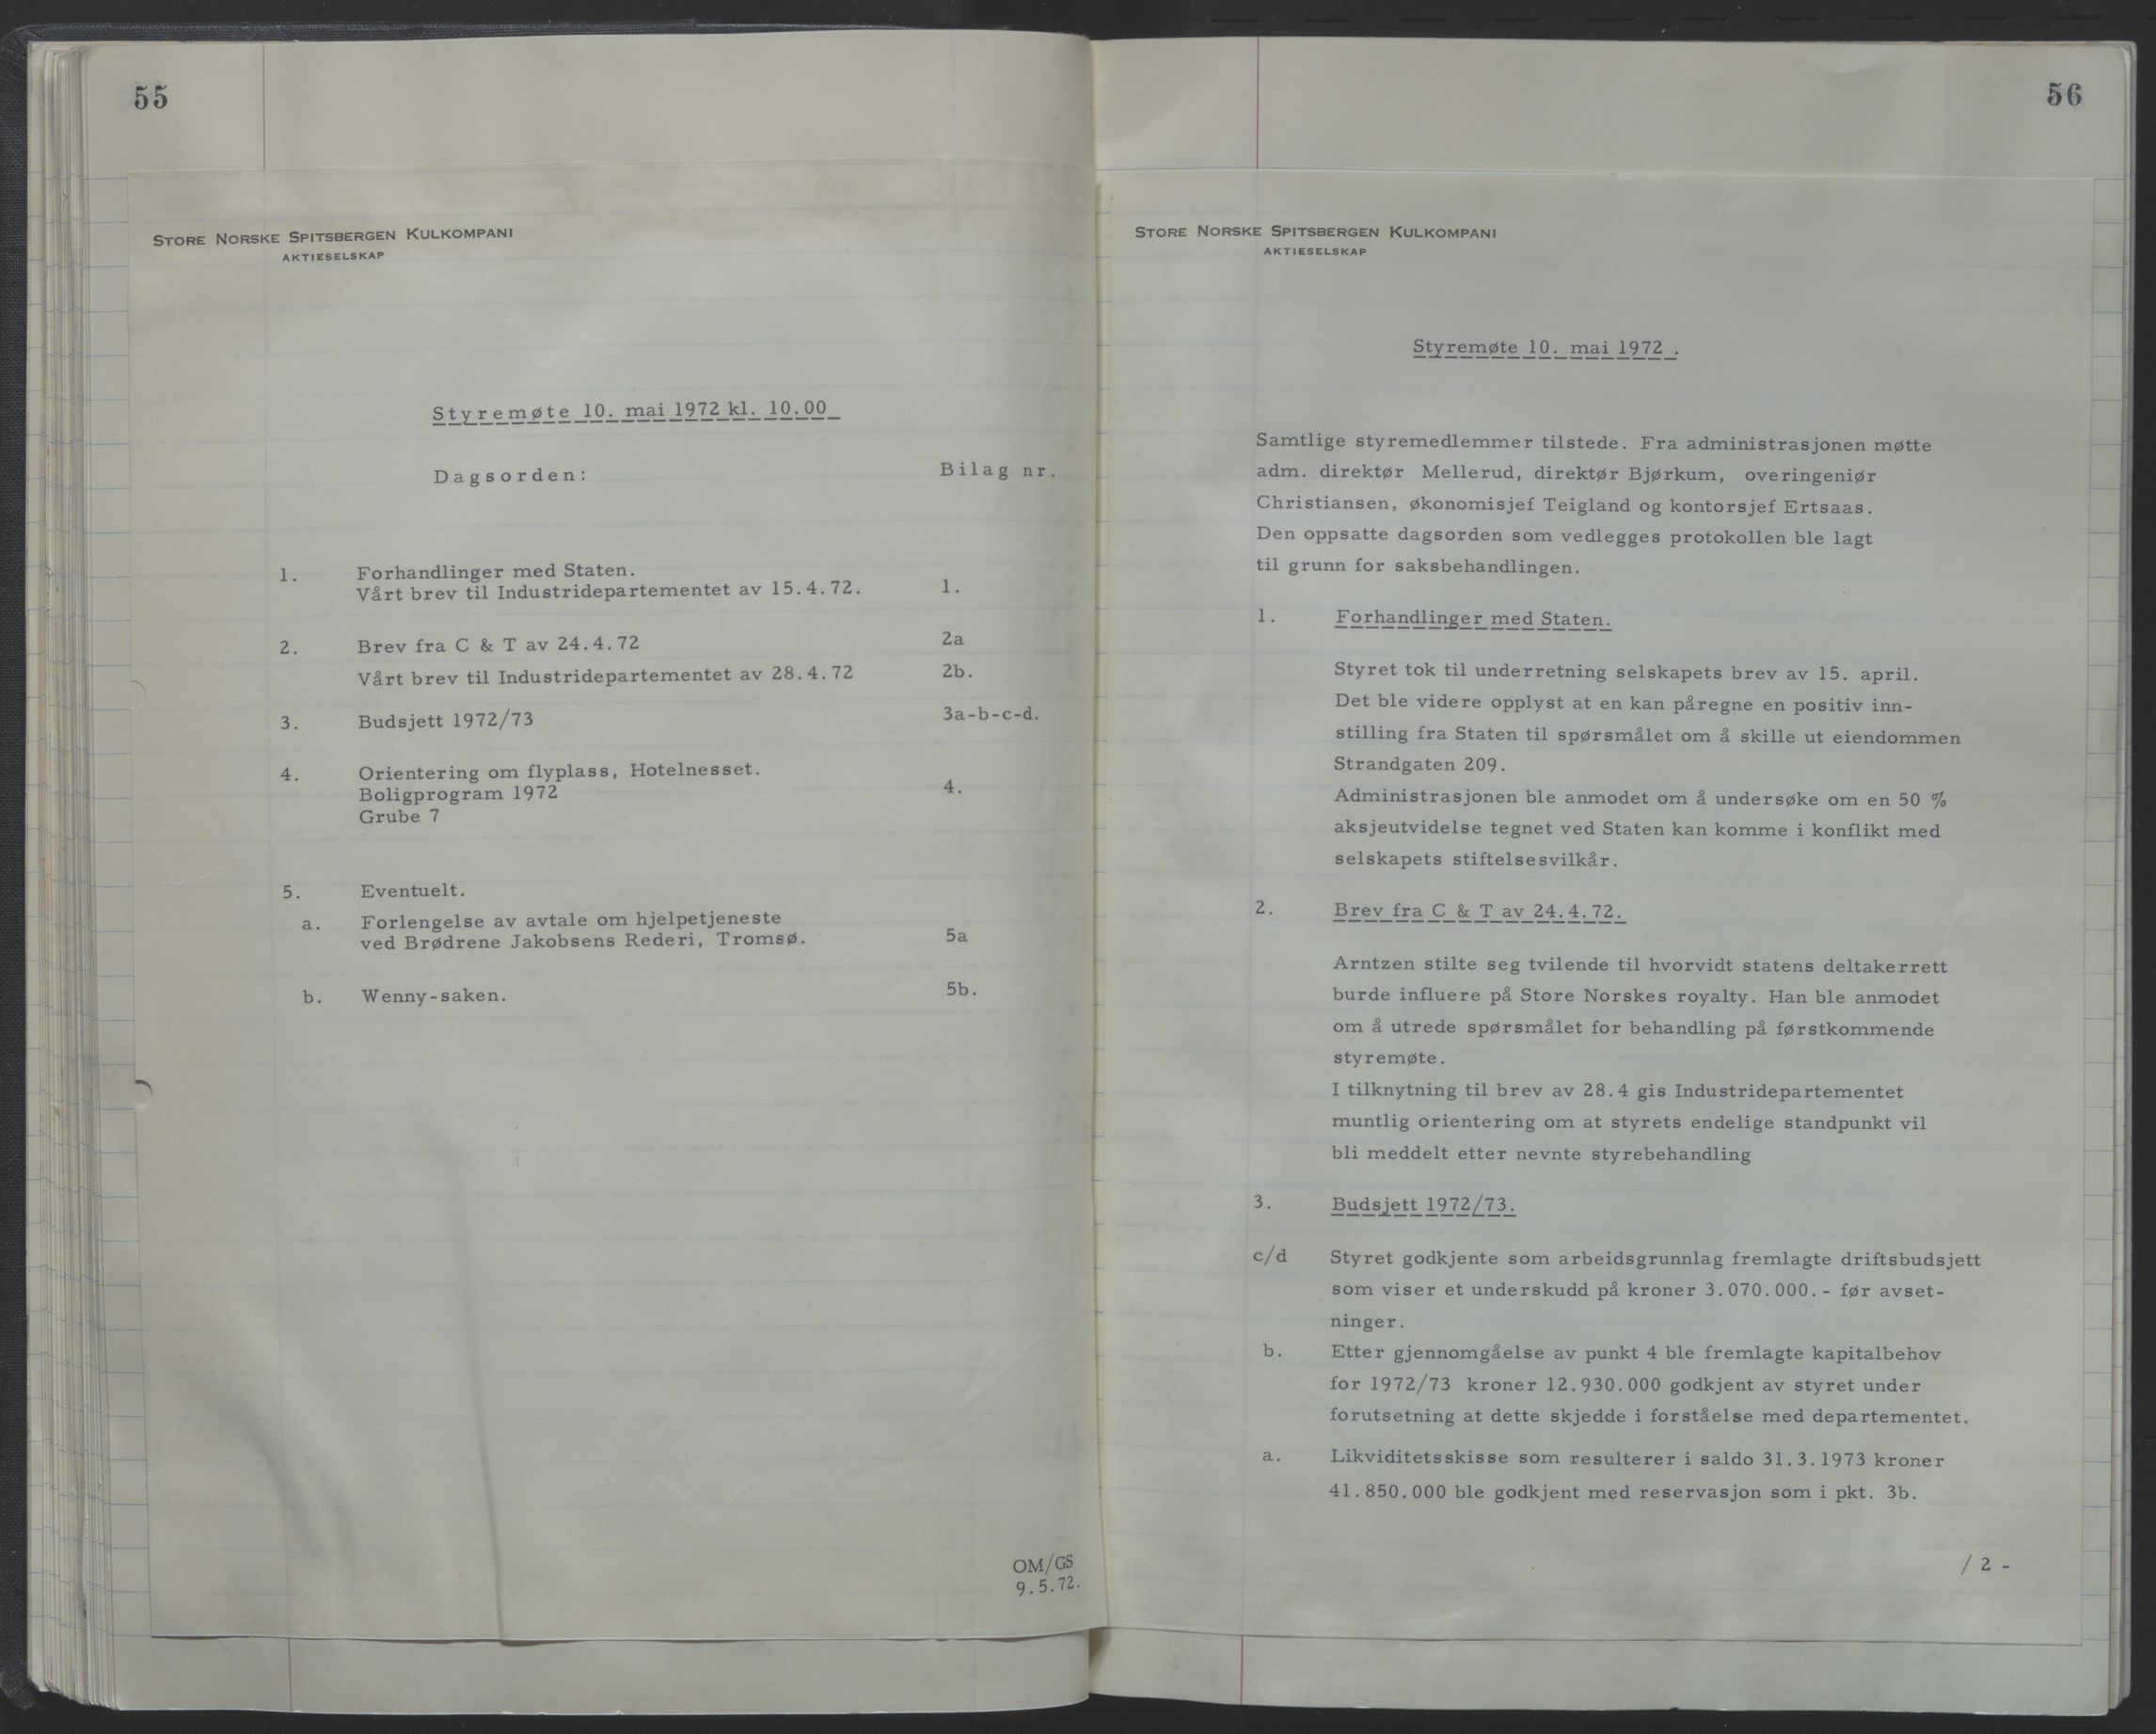 55
STORE NORSKE SPITSBERGEN KULKOMPANI
AKTIESELSKAP
Styremøte 10. mai 1972 kl. 10.00
Dagsorden:
Bilag nr.
1. Forhandlinger med Staten.
Vårt brev til Industridepartementet av 15.4.72. 1.
2. Brev fra C & T av 24.4.72 2a
Vårt brev til Industridepartementet av 28.4.72 2b.
3. Budsjett 1972/73 3a-b-c-d.
4. Orientering om flyplass, Hotelnesset.
Boligprogram 1972 4.
Grube 7
5. Eventuelt.
a. Forlengelse av avtale om hjelpetjeneste
ved Brødrene Jakobsens Rederi, Tromsø. 5a
b. Wenny-saken. 5b.
OM/GS
9.5.72.
56
STORE NORSKE SPITSBERGEN KULKOMPANI
AKTIESELSKAP
Styremøte 10. mai 1972 .
Samtlige styremedlemmer tilstede. Fra administrasjonen møtte
adm. direktør Mellerud, direktør Bjørkum, overingeniør
Christiansen, økonomisjef Teigland og kontorsjef Ertsaas.
Den oppsatte dagsorden som vedlegges protokollen ble lagt
til grunn for saksbehandlingen.
1. Forhandlinger med Staten.
Styret tok til underretning selskapets brev av 15. april.
Det ble videre opplyst at en kan påregne en positiv inn-
stilling fra Staten til spørsmålet om å skille ut eiendommen
Strandgaten 209.
Administrasjonen ble anmodet om å undersøke om en 50 %
aksjeutvidelse tegnet ved Staten kan komme i konflikt med
selskapets stiftelsesvilkår.
2. Brev fra C & T av 24.4.72.
Arntzen stilte seg tvilende til hvorvidt statens deltakerrett
burde influere på Store Norskes royalty. Han ble anmodet
om å utrede spørsmålet for behandling på førstkommende
styremøte.
I tilknytning til brev av 28.4 gis Industridepartementet
muntlig orientering om at styrets endelige standpunkt vil
bli meddelt etter nevnte styrebehandling
3. Budsjett 1972/73.
c/d Styret godkjente som arbeidsgrunnlag fremlagte driftsbudsjett
som viser et underskudd på kroner 3.070.000.- før avset-
ninger.
b. Etter gjennomgåelse av punkt 4 ble fremlagte kapitalbehov
for 1972/73 kroner 12.930.000 godkjent av styret under
forutsetning at dette skjedde i forståelse med departementet.
a. Likviditetsskisse som resulterer i saldo 31.3.1973 kroner
41.850.000 ble godkjent med reservasjon som i pkt. 3b.
/ 2 -